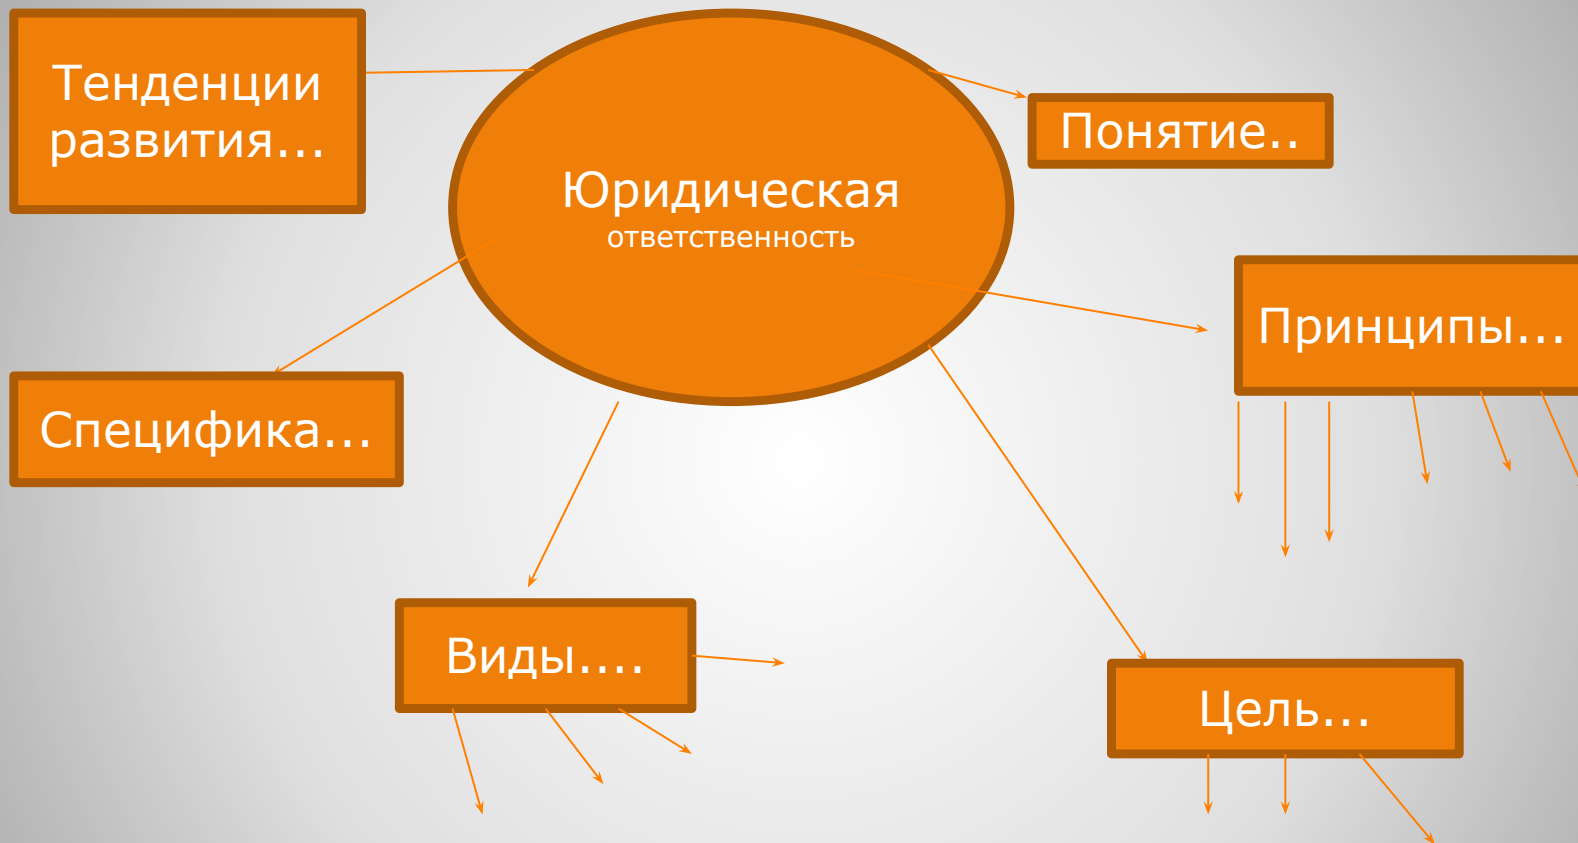 Тенденции
развития...
Юридическая
ответственность
Понятие..
Принципы...
Специфика...
Виды....
Цель...